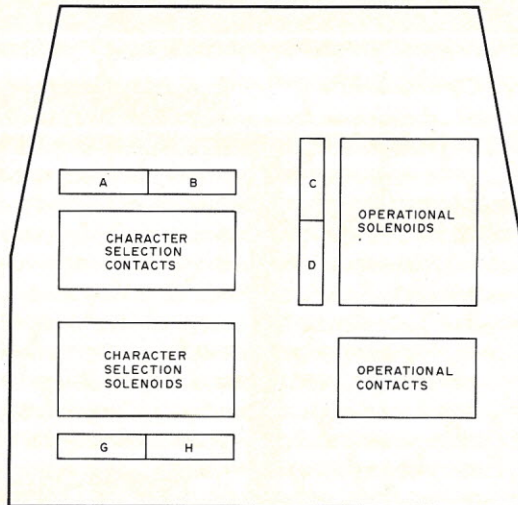 A B
CHARACTER
SELECTION
CONTACTS
C
D
OPERATIONAL
SOLENOIDS
CHARACTER
SELECTION
SOLENOIDS
G H
OPERATIONAL
CONTACTS